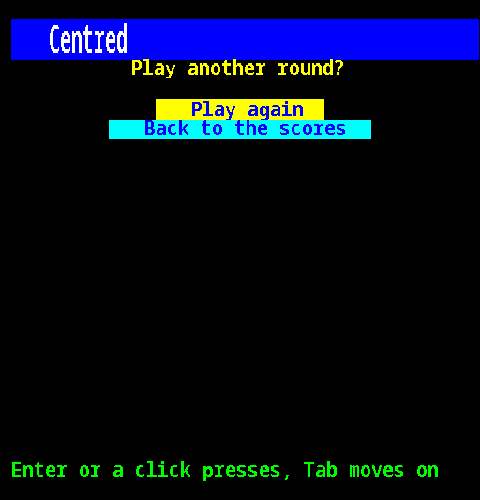 Centred
Play another round?
Play again
Back to the scores
Enter or a click presses, Tab moves on